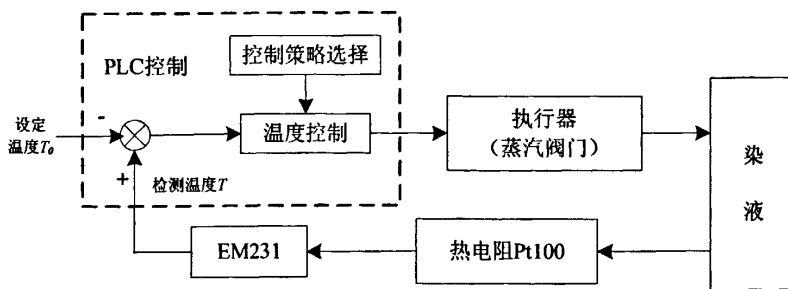 PLC控制
控制策略选择
设定
温度T₀
-
温度控制
执行器
（蒸汽阀门）
染
液
+
检测温度T
EM231
热电阻Pt100